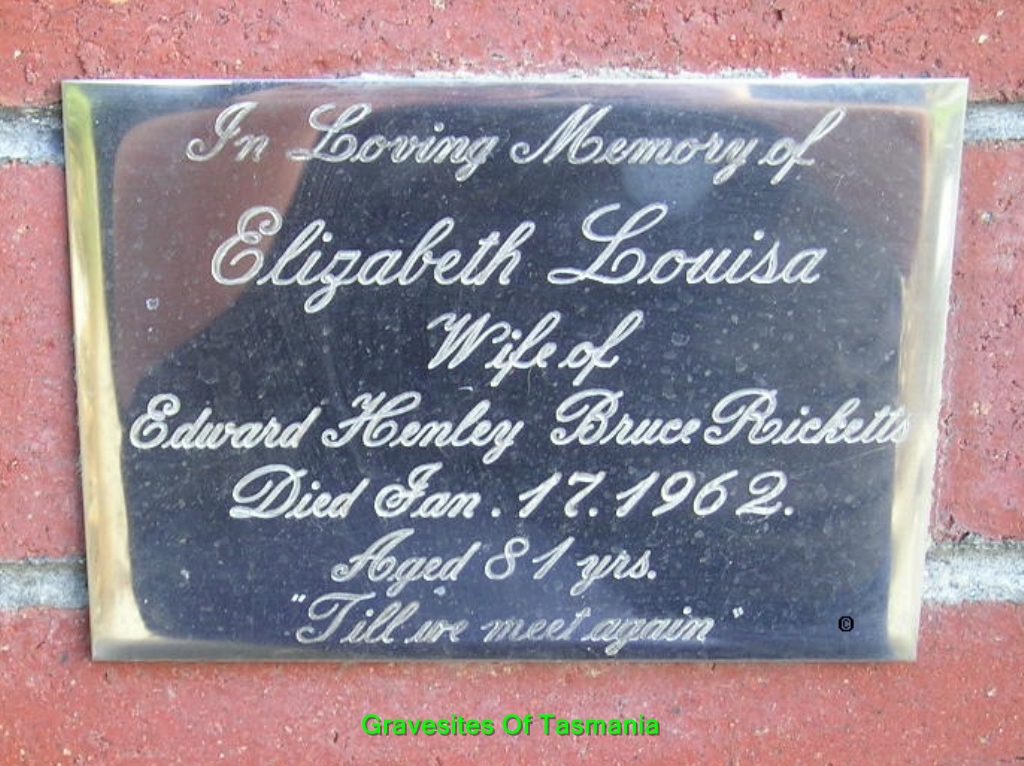 In Loving Memory of
Elizabeth Louisa
Wife of
Edward Henley Bruce Ricketts
Died Jan. 17. 1962.
Aged 81 yrs.
"Till we meet again"
©
Gravesites Of Tasmania